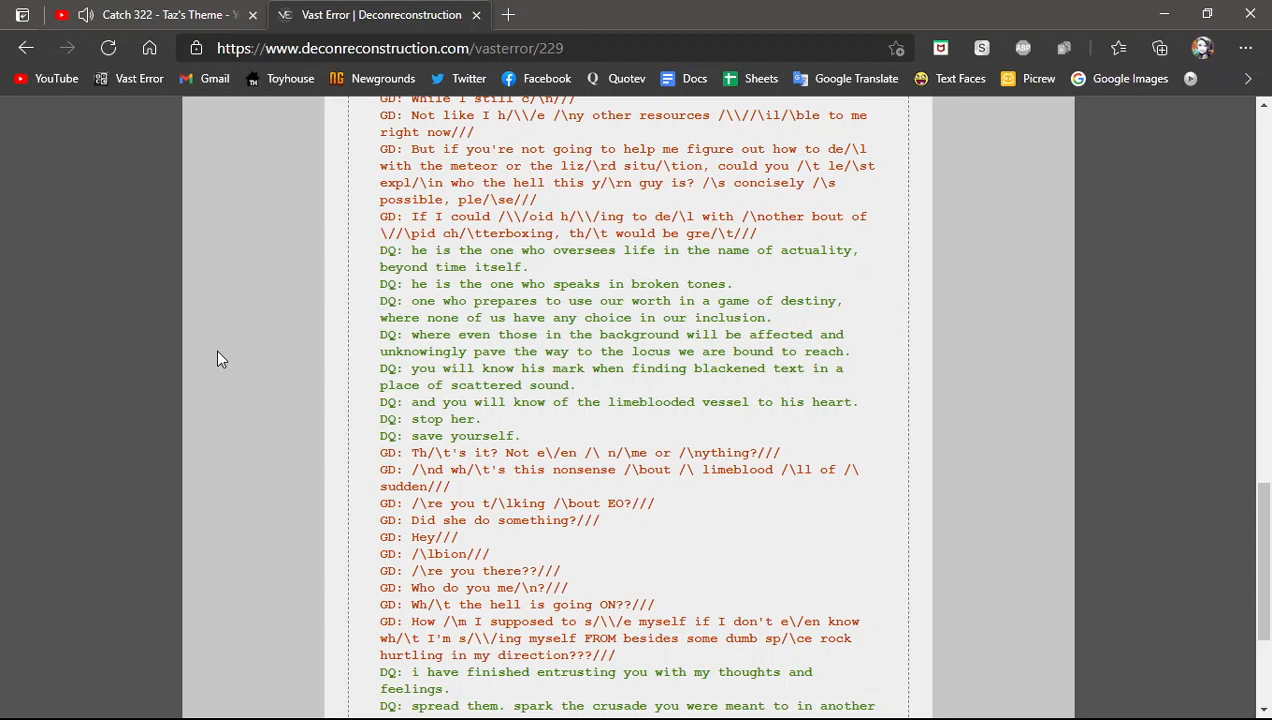 Catch 322 - Taz's Theme - Y
Vast Error | Deconreconstruction
https://www.deconreconstruction.com/vasterror/229
YouTube
Vast Error
Gmail
Toyhouse
Newgrounds
Twitter
Facebook
Quotev
Docs
Sheets
Google Translate
Text Faces
Picrew
Google Images
GD: While I still c/\n///
GD: Not like I h/\\/e /\ny other resources /\\//\il/\ble to me
right now///
GD: But if you're not going to help me figure out how to de/\l
with the meteor or the liz/\rd situ/\tion, could you /\t le/\st
expl/\in who the hell this y/\rn guy is? /\s concisely /\s
possible, ple/\se///
GD: If I could /\\/oid h/\\/ing to de/\l with /\nother bout of
\//\pid ch/\tterboxing, th/\t would be gre/\t///
DQ: he is the one who oversees life in the name of actuality,
beyond time itself.
DQ: he is the one who speaks in broken tones.
DQ: one who prepares to use our worth in a game of destiny,
where none of us have any choice in our inclusion.
DQ: where even those in the background will be affected and
unknowingly pave the way to the locus we are bound to reach.
DQ: you will know his mark when finding blackened text in a
place of scattered sound.
DQ: and you will know of the limeblooded vessel to his heart.
DQ: stop her.
DQ: save yourself.
GD: Th/\t's it? Not e\/en /\ n/\me or /\nything?///
GD: /\nd wh/\t's this nonsense /\bout /\ limeblood /\ll of /\
sudden///
GD: /\re you t/\lking /\bout EO?///
GD: Did she do something?///
GD: Hey///
GD: /\lbion///
GD: /\re you there??///
GD: Who do you me/\n?///
GD: Wh/\t the hell is going ON??///
GD: How /\m I supposed to s/\\/e myself if I don't e\/en know
wh/\t I'm s/\\/ing myself FROM besides some dumb sp/\ce rock
hurtling in my direction???///
DQ: i have finished entrusting you with my thoughts and
feelings.
DQ: spread them. spark the crusade you were meant to in another